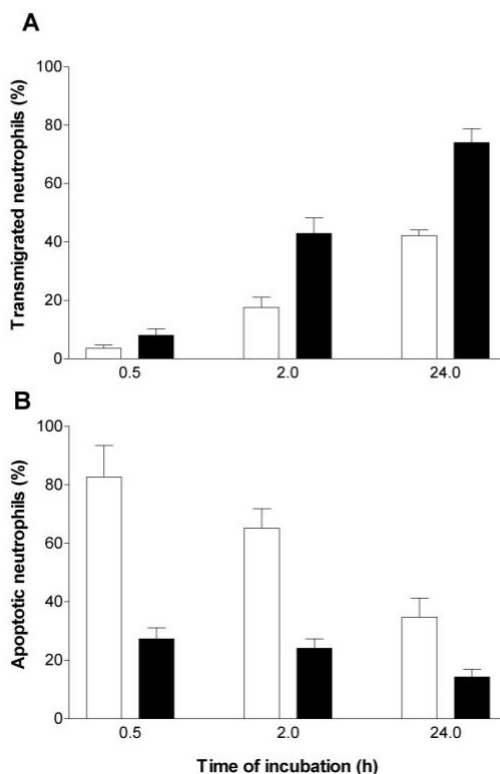 A
Transmigrated neutrophils (%)
100
80
60
40
20
0
0.5 2.0 24.0
B
Apoptotic neutrophils (%)
100
80
60
40
20
0
0.5 2.0 24.0
Time of incubation (h)